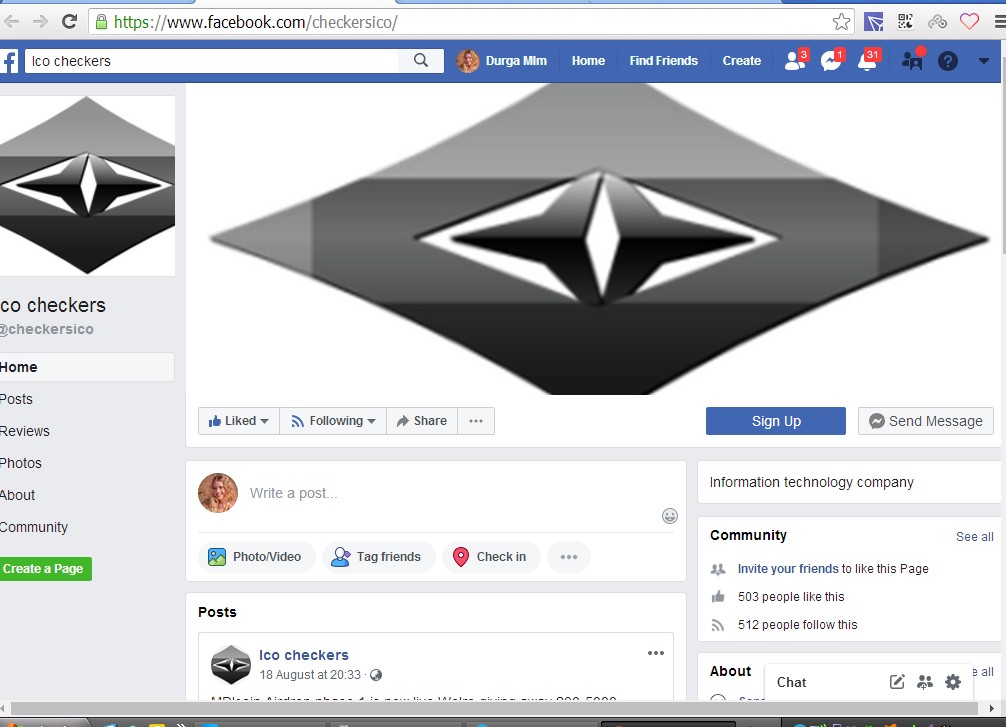 https://www.facebook.com/checkersico/
Ico checkers
Durga Mlm
Home
Find Friends
Create
3
1
31
co checkers
@checkersico
Home
Posts
Reviews
Photos
About
Community
Create a Page
Liked
Following
Share
Sign Up
Send Message
Write a post...
Photo/Video
Tag friends
Check in
Information technology company
Community
See all
Invite your friends to like this Page
503 people like this
512 people follow this
Posts
Ico checkers
18 August at 20:33
About
e all
Chat